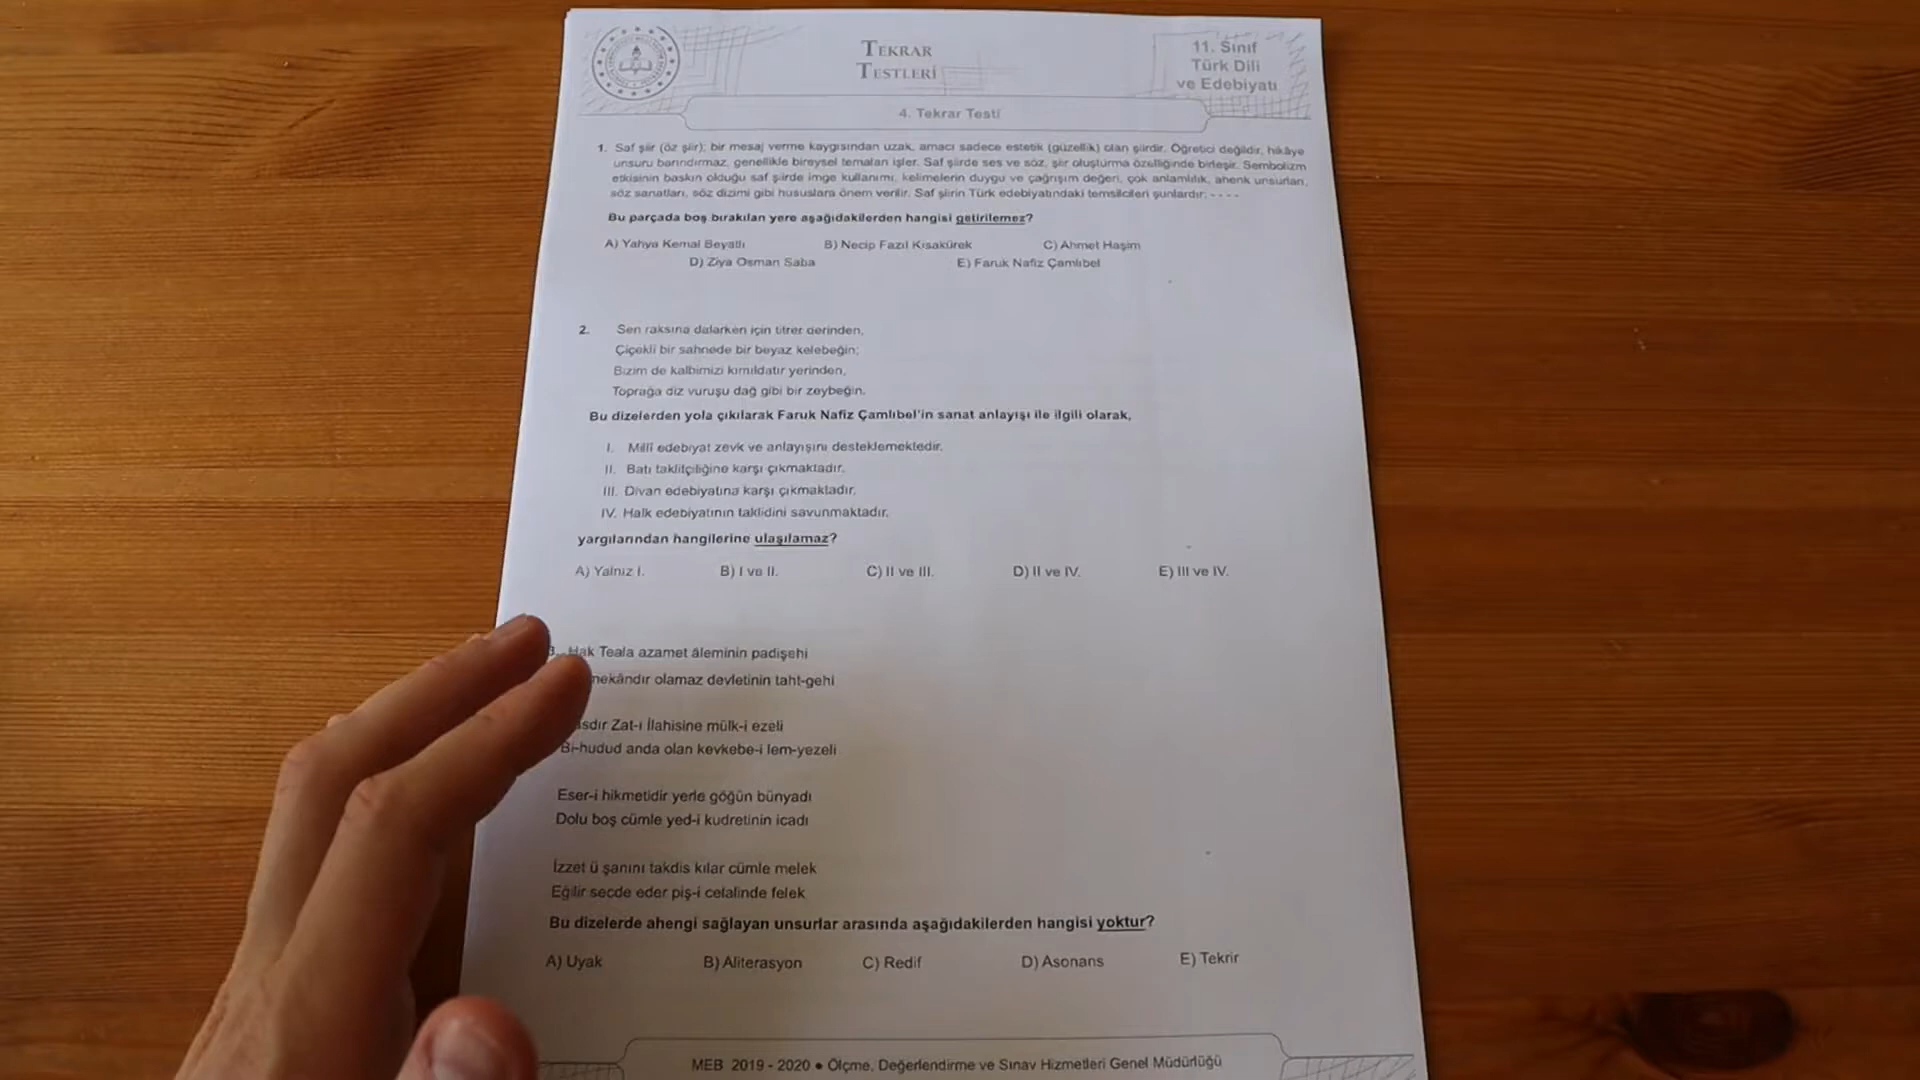 TEKRAR
TESTLERİ
11. Sınıf
Türk Dili
ve Edebiyatı
4. Tekrar Testi
1. Saf şiir (öz şiir); bir mesaj verme kaygısından uzak, amacı sadece estetik (güzellik) olan şiirdir. Öğretici değildir, hikâye
unsuru barındırmaz, genellikle bireysel temaları işler. Saf şiirde ses ve söz, şiir oluşturma özelliğinde birleşir. Sembolizm
etkisinin baskın olduğu saf şiirde imge kullanımı, kelimelerin duygu ve çağrışım değeri, çok anlamlılık, ahenk unsurları,
söz sanatları, söz dizimi gibi hususlara önem verilir. Saf şiirin Türk edebiyatındaki temsilcileri şunlardır: - - - -
Bu parçada boş bırakılan yere aşağıdakilerden hangisi getirilemez?
A) Yahya Kemal Beyatlı B) Necip Fazıl Kısakürek C) Ahmet Haşim
D) Ziya Osman Saba E) Faruk Nafiz Çamlıbel
2. Sen raksına dalarken için titrer derinden,
Çiçekli bir sahnede bir beyaz kelebeğin;
Bizim de kalbimizi kımıldatır yerinden,
Toprağa diz vuruşu dağ gibi bir zeybeğin.
Bu dizelerden yola çıkılarak Faruk Nafiz Çamlıbel'in sanat anlayışı ile ilgili olarak,
I. Millî edebiyat zevk ve anlayışını desteklemektedir.
II. Batı taklitçiliğine karşı çıkmaktadır.
III. Divan edebiyatına karşı çıkmaktadır.
IV. Halk edebiyatının taklidini savunmaktadır.
yargılarından hangilerine ulaşılamaz?
A) Yalnız I. B) I ve II. C) II ve III. D) II ve IV. E) III ve IV.
3. Hak Teala azamet âleminin padişehi
mekândır olamaz devletinin taht-gehi
Zat-ı İlahisine mülk-i ezeli
Bi-hudud anda olan kevkebe-i lem-yezeli
Eser-i hikmetidir yerle göğün bünyadı
Dolu boş cümle yed-i kudretinin icadı
İzzet ü şanını takdis kılar cümle melek
Eğilir secde eder piş-i celalinde felek
Bu dizelerde ahengi sağlayan unsurlar arasında aşağıdakilerden hangisi yoktur?
A) Uyak B) Aliterasyon C) Redif D) Asonans E) Tekrir
MEB 2019 - 2020 ● Ölçme, Değerlendirme ve Sınav Hizmetleri Genel Müdürlüğü